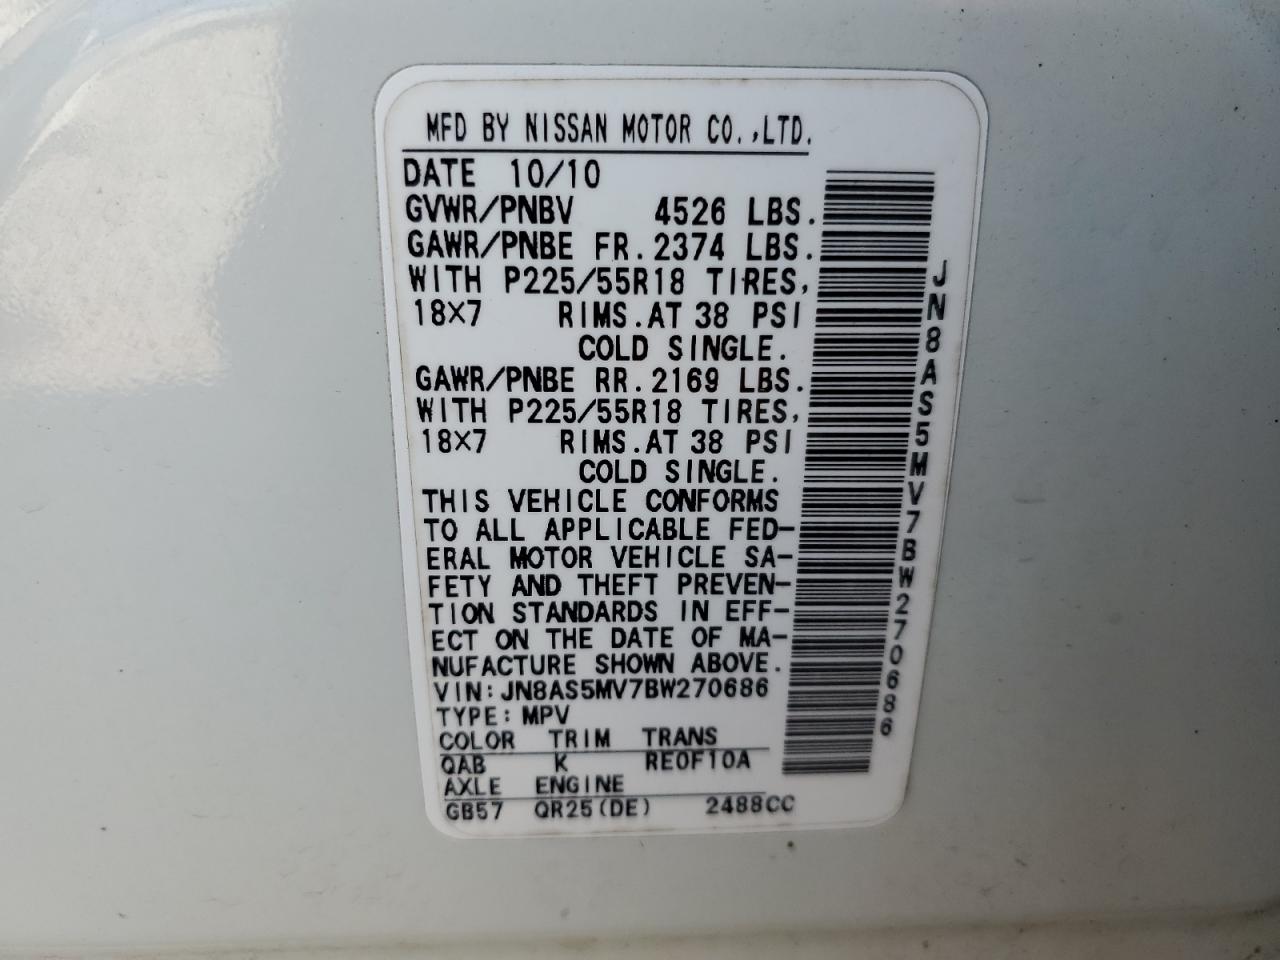 MFD BY NISSAN MOTOR CO.,LTD.
DATE 10/10
GVWR/PNBV 4526 LBS.
GAWR/PNBE FR.2374 LBS.
WITH P225/55R18 TIRES,
18×7 RIMS.AT 38 PSI
COLD SINGLE.
GAWR/PNBE RR.2169 LBS.
WITH P225/55R18 TIRES,
18×7 RIMS.AT 38 PSI
COLD SINGLE.
THIS VEHICLE CONFORMS
TO ALL APPLICABLE FED-
ERAL MOTOR VEHICLE SA-
FETY AND THEFT PREVEN-
TION STANDARDS IN EFF-
ECT ON THE DATE OF MA-
NUFACTURE SHOWN ABOVE.
VIN:JN8AS5MV7BW270686
TYPE:MPV
COLOR TRIM TRANS
QAB K RE0F10A
AXLE ENGINE
GB57 QR25(DE) 2488CC
JN8AS5MV7BW270686